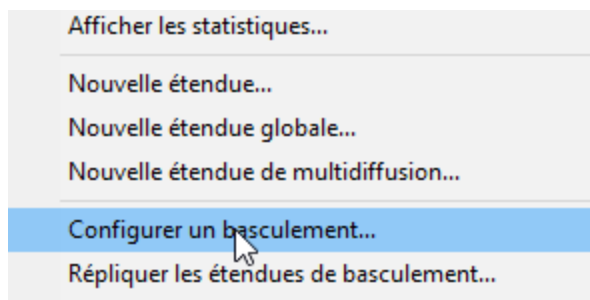 Afficher les statistiques...
Nouvelle étendue...
Nouvelle étendue globale...
Nouvelle étendue de multidiffusion...
Configurer un basculement...
Répliquer les étendues de basculement...